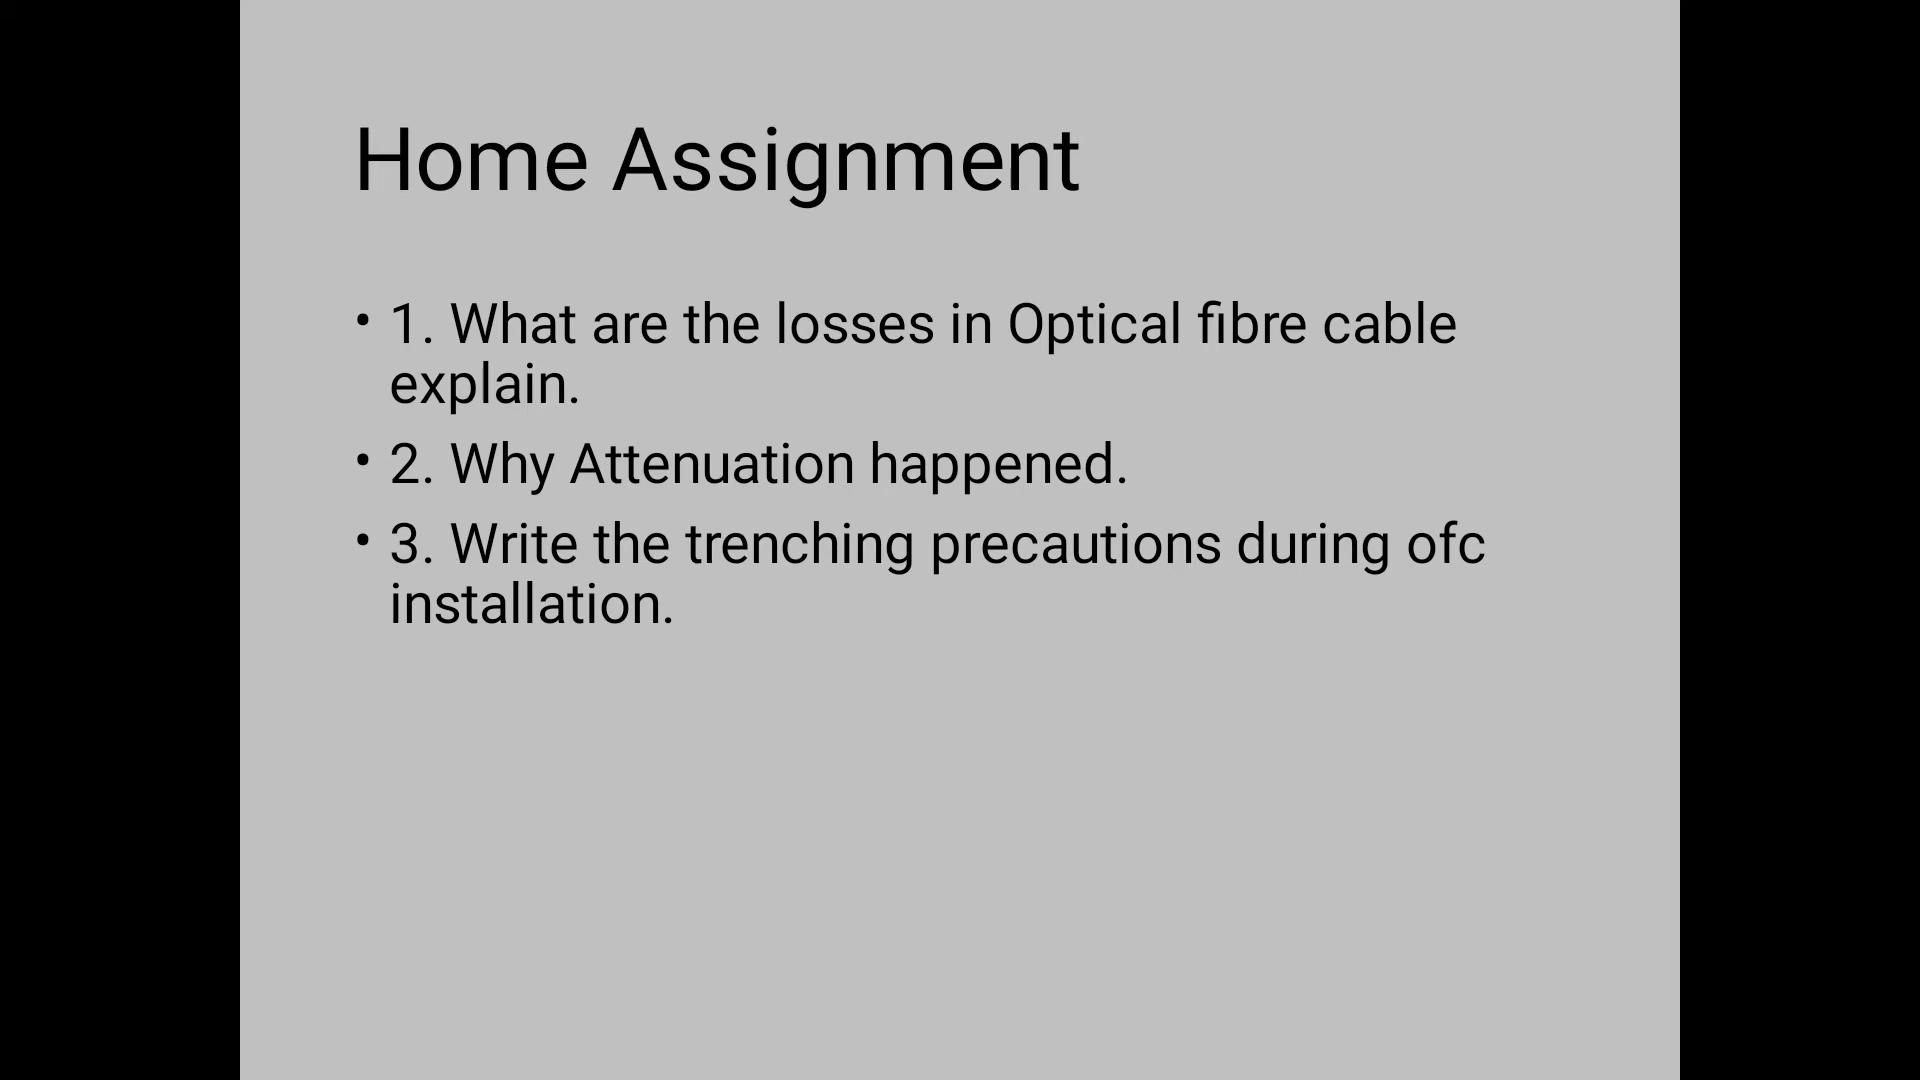 Home Assignment
• 1. What are the losses in Optical fibre cable
explain.
• 2. Why Attenuation happened.
• 3. Write the trenching precautions during ofc
installation.